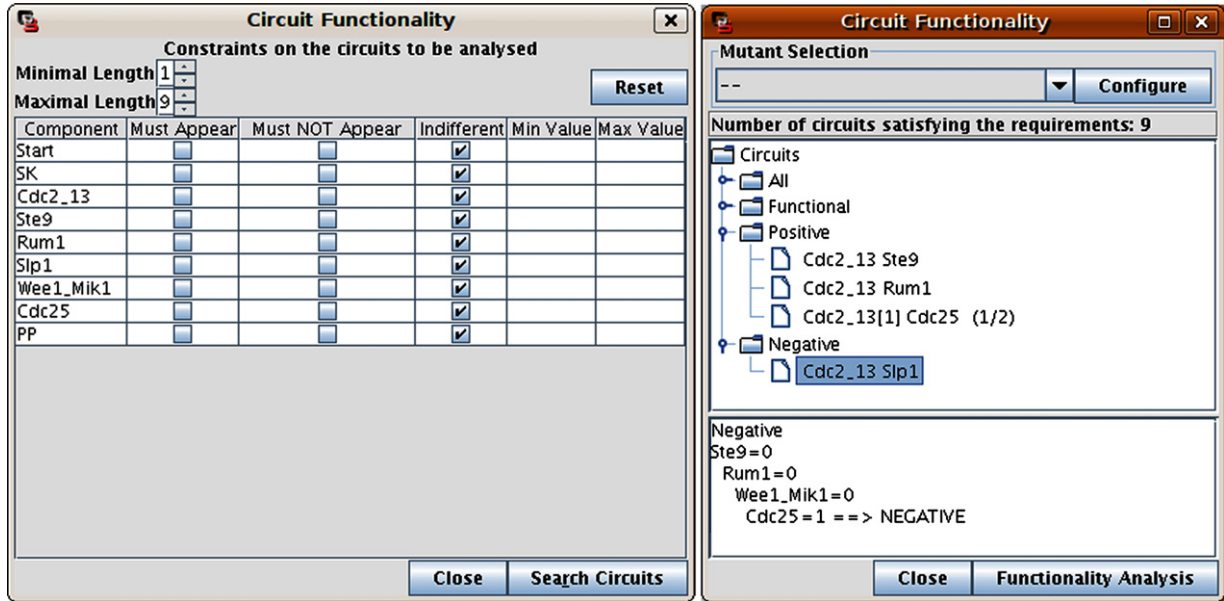 Circuit Functionality
Constraints on the circuits to be analysed
Minimal Length 1
Maximal Length 9
Reset
Component Must Appear Must NOT Appear Indifferent Min Value Max Value
Start
SK
Cdc2_13
Ste9
Rum1
Slp1
Wee1_Mik1
Cdc25
PP
Close Search Circuits
Circuit Functionality
Mutant Selection
-- Configure
Number of circuits satisfying the requirements: 9
Circuits
All
Functional
Positive
Cdc2_13 Ste9
Cdc2_13 Rum1
Cdc2_13[1] Cdc25 (1/2)
Negative
Cdc2_13 Slp1
Negative
Ste9=0
Rum1=0
Wee1_Mik1=0
Cdc25=1 ==> NEGATIVE
Close Functionality Analysis